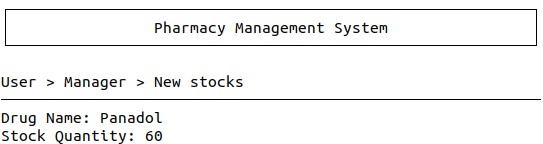 Pharmacy Management System
User > Manager > New stocks
Drug Name: Panadol
Stock Quantity: 60